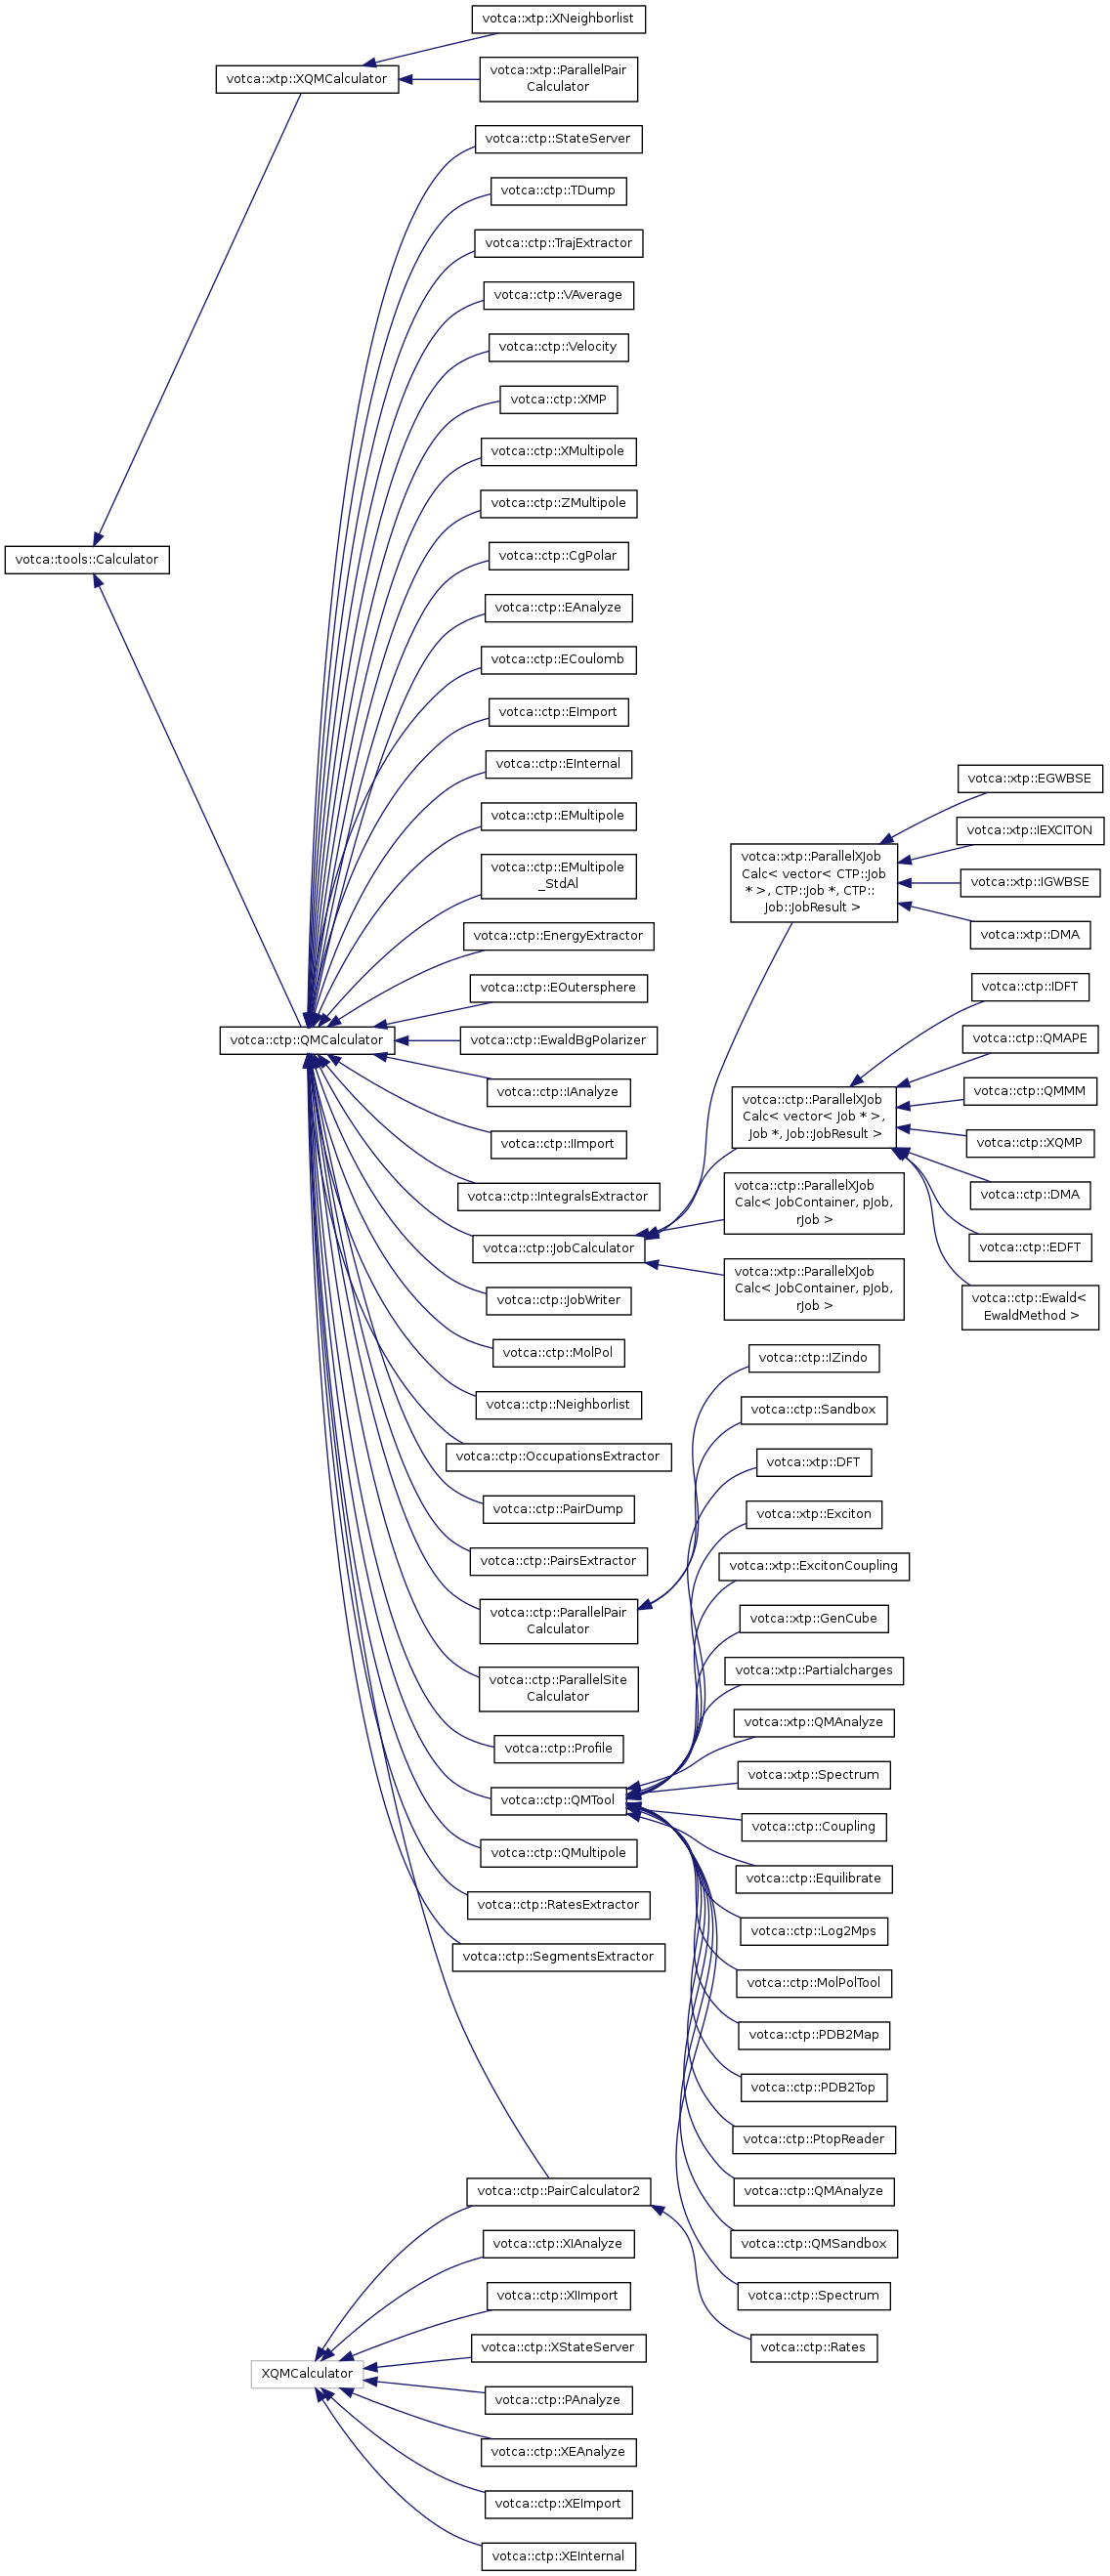 votca::xtp::XNeighborlist
votca::xtp::ParallelPair
Calculator
votca::xtp::XQMCalculator
votca::ctp::StateServer
votca::ctp::TDump
votca::ctp::TrajExtractor
votca::ctp::VAverage
votca::ctp::Velocity
votca::ctp::XMP
votca::ctp::XMultipole
votca::ctp::ZMultipole
votca::ctp::CgPolar
votca::tools::Calculator
votca::ctp::EAnalyze
votca::ctp::ECoulomb
votca::ctp::EImport
votca::ctp::EInternal
votca::ctp::EMultipole
votca::ctp::EMultipole
_StdAl
votca::ctp::EnergyExtractor
votca::ctp::EOutersphere
votca::ctp::QMCalculator
votca::ctp::EwaldBgPolarizer
votca::ctp::IAnalyze
votca::ctp::IImport
votca::ctp::IntegralsExtractor
votca::ctp::JobCalculator
votca::ctp::JobWriter
votca::ctp::MolPol
votca::ctp::Neighborlist
votca::ctp::OccupationsExtractor
votca::ctp::PairDump
votca::ctp::PairsExtractor
votca::ctp::ParallelPair
Calculator
votca::ctp::ParallelSite
Calculator
votca::ctp::Profile
votca::ctp::QMTool
votca::ctp::QMultipole
votca::ctp::RatesExtractor
votca::ctp::SegmentsExtractor
votca::ctp::PairCalculator2
votca::xtp::ParallelXJob
Calc< vector< CTP::Job
* >, CTP::Job *, CTP::
Job::JobResult >
votca::xtp::EGWBSE
votca::xtp::IEXCITON
votca::xtp::IGWBSE
votca::xtp::DMA
votca::ctp::ParallelXJob
Calc< vector< Job * >,
Job *, Job::JobResult >
votca::ctp::IDFT
votca::ctp::QMAPE
votca::ctp::QMMM
votca::ctp::XQMP
votca::ctp::DMA
votca::ctp::EDFT
votca::ctp::Ewald<
EwaldMethod >
votca::ctp::ParallelXJob
Calc< JobContainer, pJob,
rJob >
votca::xtp::ParallelXJob
Calc< JobContainer, pJob,
rJob >
votca::ctp::IZindo
votca::ctp::Sandbox
votca::xtp::DFT
votca::xtp::Exciton
votca::xtp::ExcitonCoupling
votca::xtp::GenCube
votca::xtp::Partialcharges
votca::xtp::QMAnalyze
votca::xtp::Spectrum
votca::ctp::Coupling
votca::ctp::Equilibrate
votca::ctp::Log2Mps
votca::ctp::MolPolTool
votca::ctp::PDB2Map
votca::ctp::PDB2Top
votca::ctp::PtopReader
votca::ctp::QMAnalyze
votca::ctp::QMSandbox
votca::ctp::Spectrum
votca::ctp::Rates
XQMCalculator
votca::ctp::XIAnalyze
votca::ctp::XIImport
votca::ctp::XStateServer
votca::ctp::PAnalyze
votca::ctp::XEAnalyze
votca::ctp::XEImport
votca::ctp::XEInternal